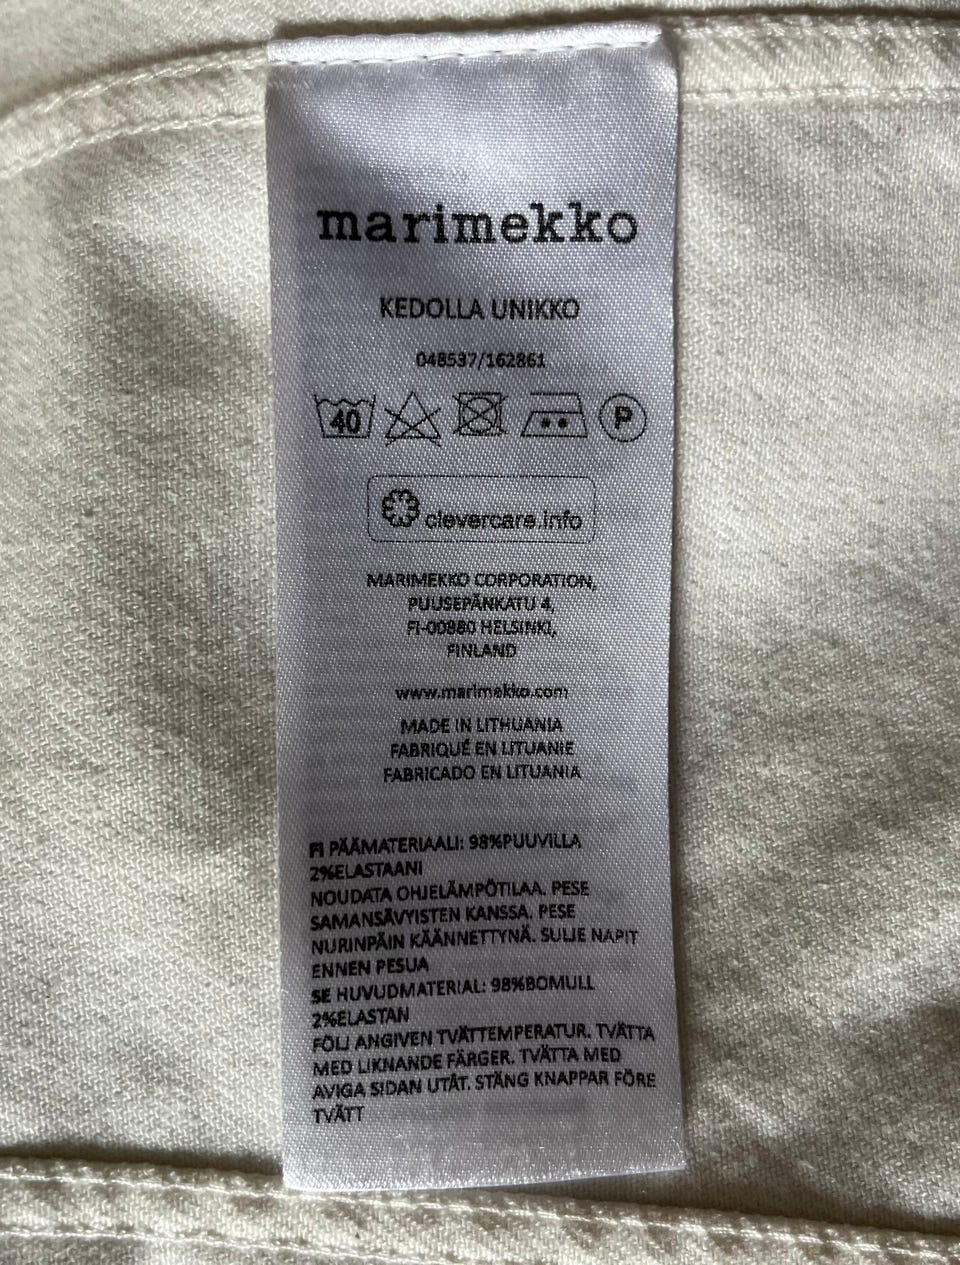 marimekko
KEDOLLA UNIKKO
048537/162861
40 P
clevercare.info
MARIMEKKO CORPORATION,
PUUSEPÄNKATU 4,
FI-00880 HELSINKI,
FINLAND
www.marimekko.com
MADE IN LITHUANIA
FABRIQUÉ EN LITUANIE
FABRICADO EN LITUANIA
FI PÄÄMATERIAALI: 98%PUUVILLA
2%ELASTAANI
NOUDATA OHJELÄMPÖTILAA. PESE
SAMANSÄVYISTEN KANSSA. PESE
NURINPÄIN KÄÄNNETTYNÄ. SULJE NAPIT
ENNEN PESUA
SE HUVUDMATERIAL: 98%BOMULL
2%ELASTAN
FÖLJ ANGIVEN TVÄTTEMPERATUR. TVÄTTA
MED LIKNANDE FÄRGER. TVÄTTA MED
AVIGA SIDAN UTÅT. STÄNG KNAPPAR FÖRE
TVÄTT